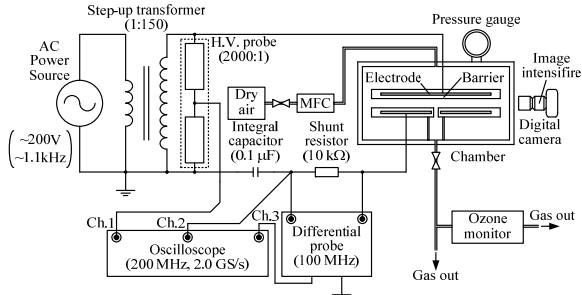 Step-up transformer
(1:150)
Pressure gauge
AC
Power
Source
H.V. probe
(2000:1)
Electrode
Barrier
Image
intensifire
Dry
air
MFC
Digital
camera
~200V
~1.1kHz
Integral
capacitor
(0.1 μF)
Shunt
resistor
(10 kΩ)
Chamber
Ch.1
Ch.2
Ch.3
Oscilloscope
(200 MHz, 2.0 GS/s)
Differential
probe
(100 MHz)
Ozone
monitor
Gas out
Gas out